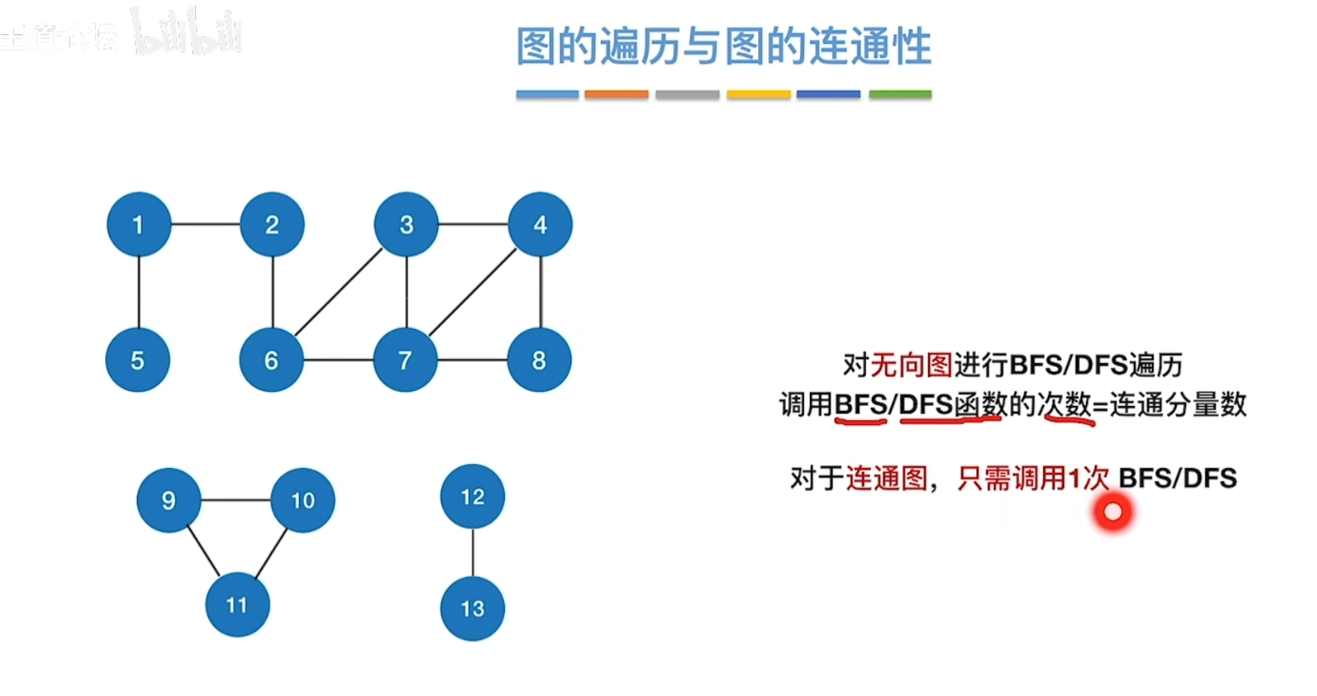 王道论坛 bilibili
图的遍历与图的连通性
1 2 3 4
5 6 7 8
对无向图进行BFS/DFS遍历
调用BFS/DFS函数的次数=连通分量数
对于连通图，只需调用1次 BFS/DFS
9 10 12
11 13